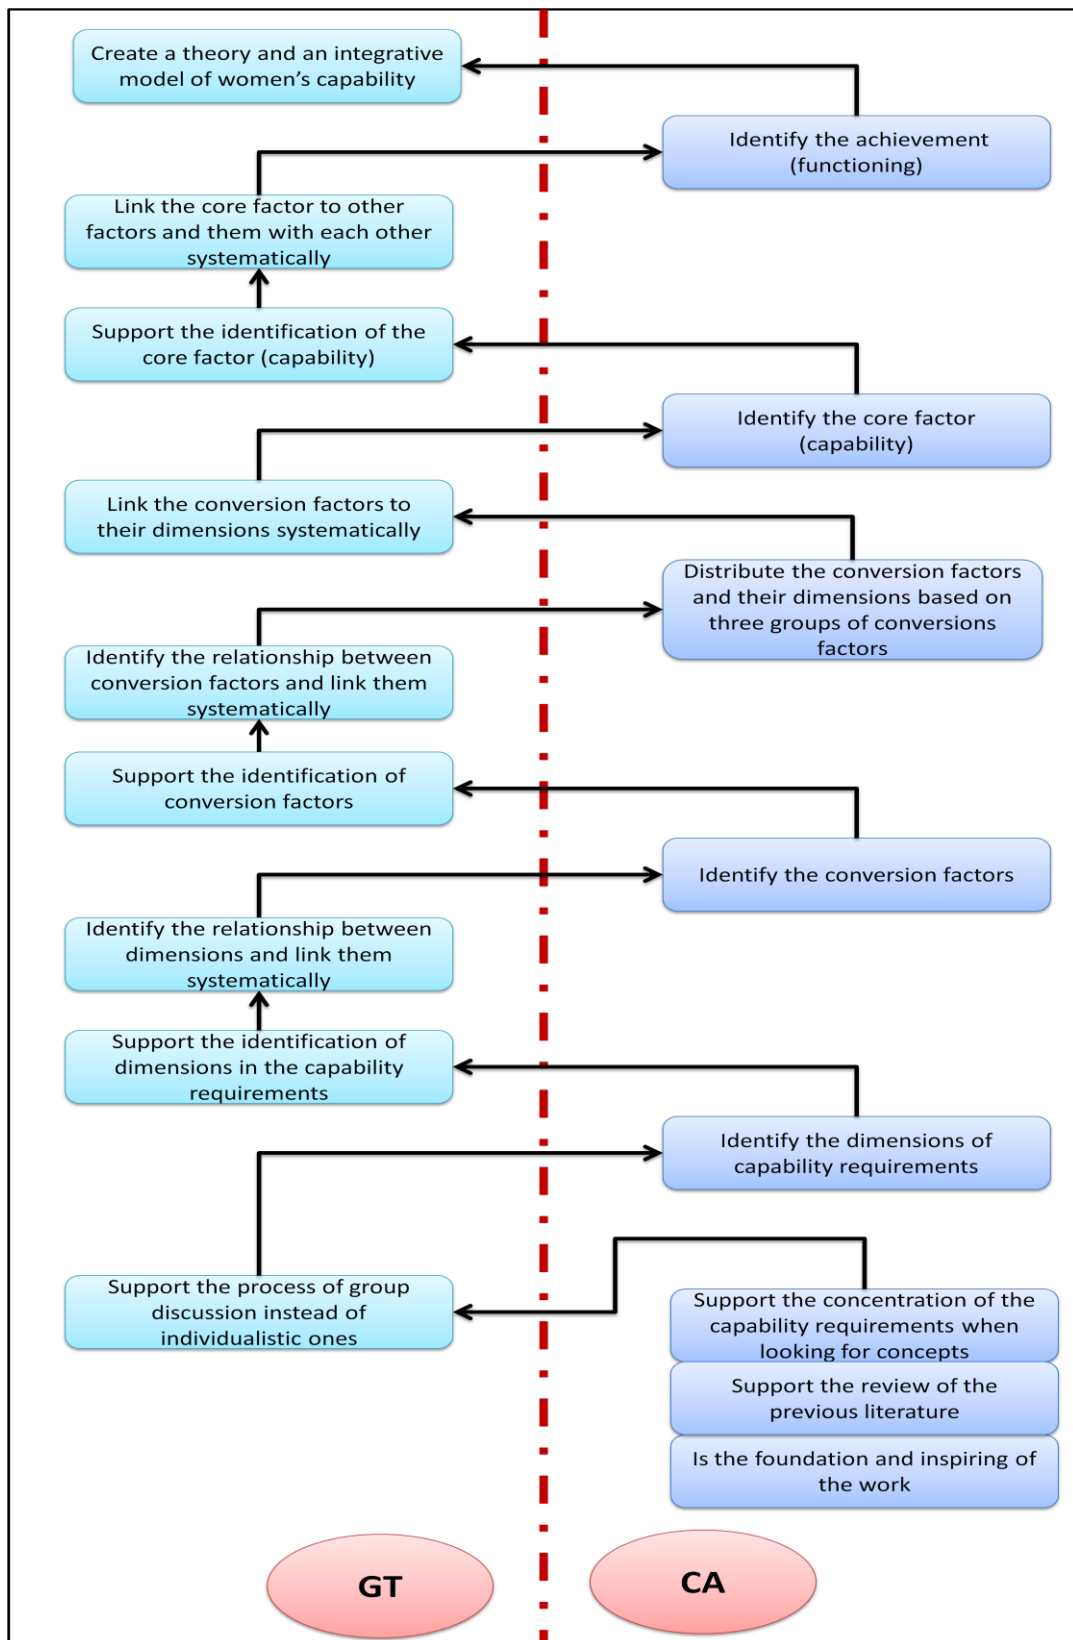 Create a theory and an integrative
model of women’s capability
Identify the achievement
(functioning)
Link the core factor to other
factors and them with each other
systematically
Support the identification of the
core factor (capability)
Identify the core factor
(capability)
Link the conversion factors to
their dimensions systematically
Distribute the conversion factors
and their dimensions based on
three groups of conversions
factors
Identify the relationship between
conversion factors and link them
systematically
Support the identification of
conversion factors
Identify the conversion factors
Identify the relationship between
dimensions and link them
systematically
Support the identification of
dimensions in the capability
requirements
Identify the dimensions of
capability requirements
Support the process of group
discussion instead of
individualistic ones
Support the concentration of the
capability requirements when
looking for concepts
Support the review of the
previous literature
Is the foundation and inspiring of
the work
GT
CA